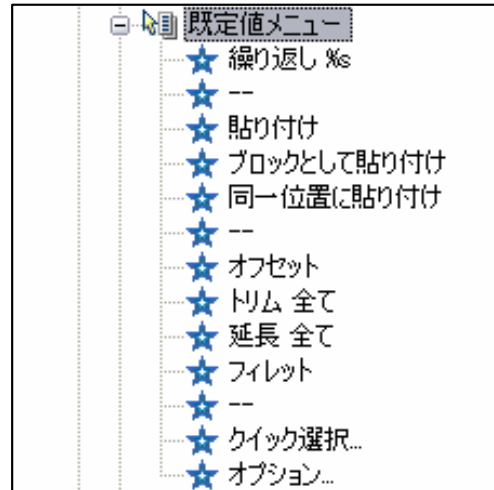 既定値メニュー
繰り返し %s
--
貼り付け
ブロックとして貼り付け
同一位置に貼り付け
--
オフセット
トリム 全て
延長 全て
フィレット
--
クイック選択...
オプション...